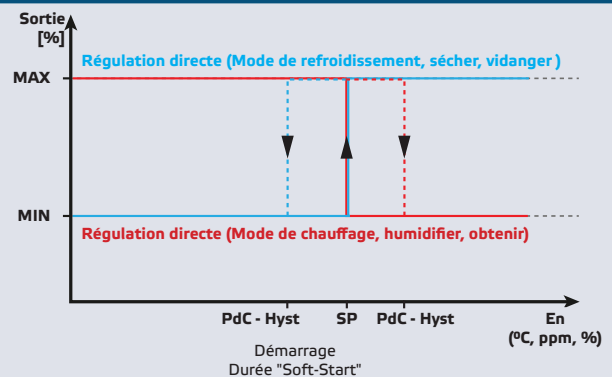 Sortie
[%]
Régulation directe (Mode de refroidissement, sécher, vidanger )
MAX
MIN
Régulation directe (Mode de chauffage, humidifier, obtenir)
PdC - Hyst SP PdC - Hyst En
(ºC, ppm, %)
Démarrage
Durée "Soft-Start"